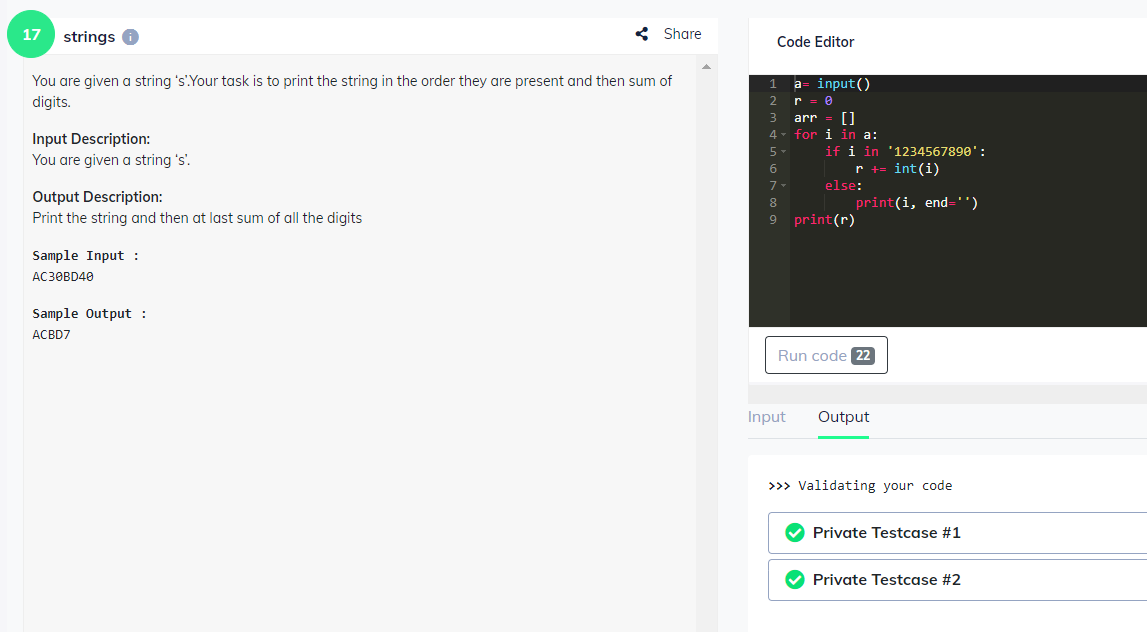 17
strings i
Share
You are given a string ‘s’.Your task is to print the string in the order they are present and then sum of
digits.
Input Description:
You are given a string ‘s’.
Output Description:
Print the string and then at last sum of all the digits
Sample Input :
AC30BD40
Sample Output :
ACBD7
Code Editor
1 a= input()
2 r = 0
3 arr = []
4 for i in a:
5     if i in '1234567890':
6         r += int(i)
7     else:
8         print(i, end='')
9 print(r)
Run code 22
Input Output
>>> Validating your code
Private Testcase #1
Private Testcase #2